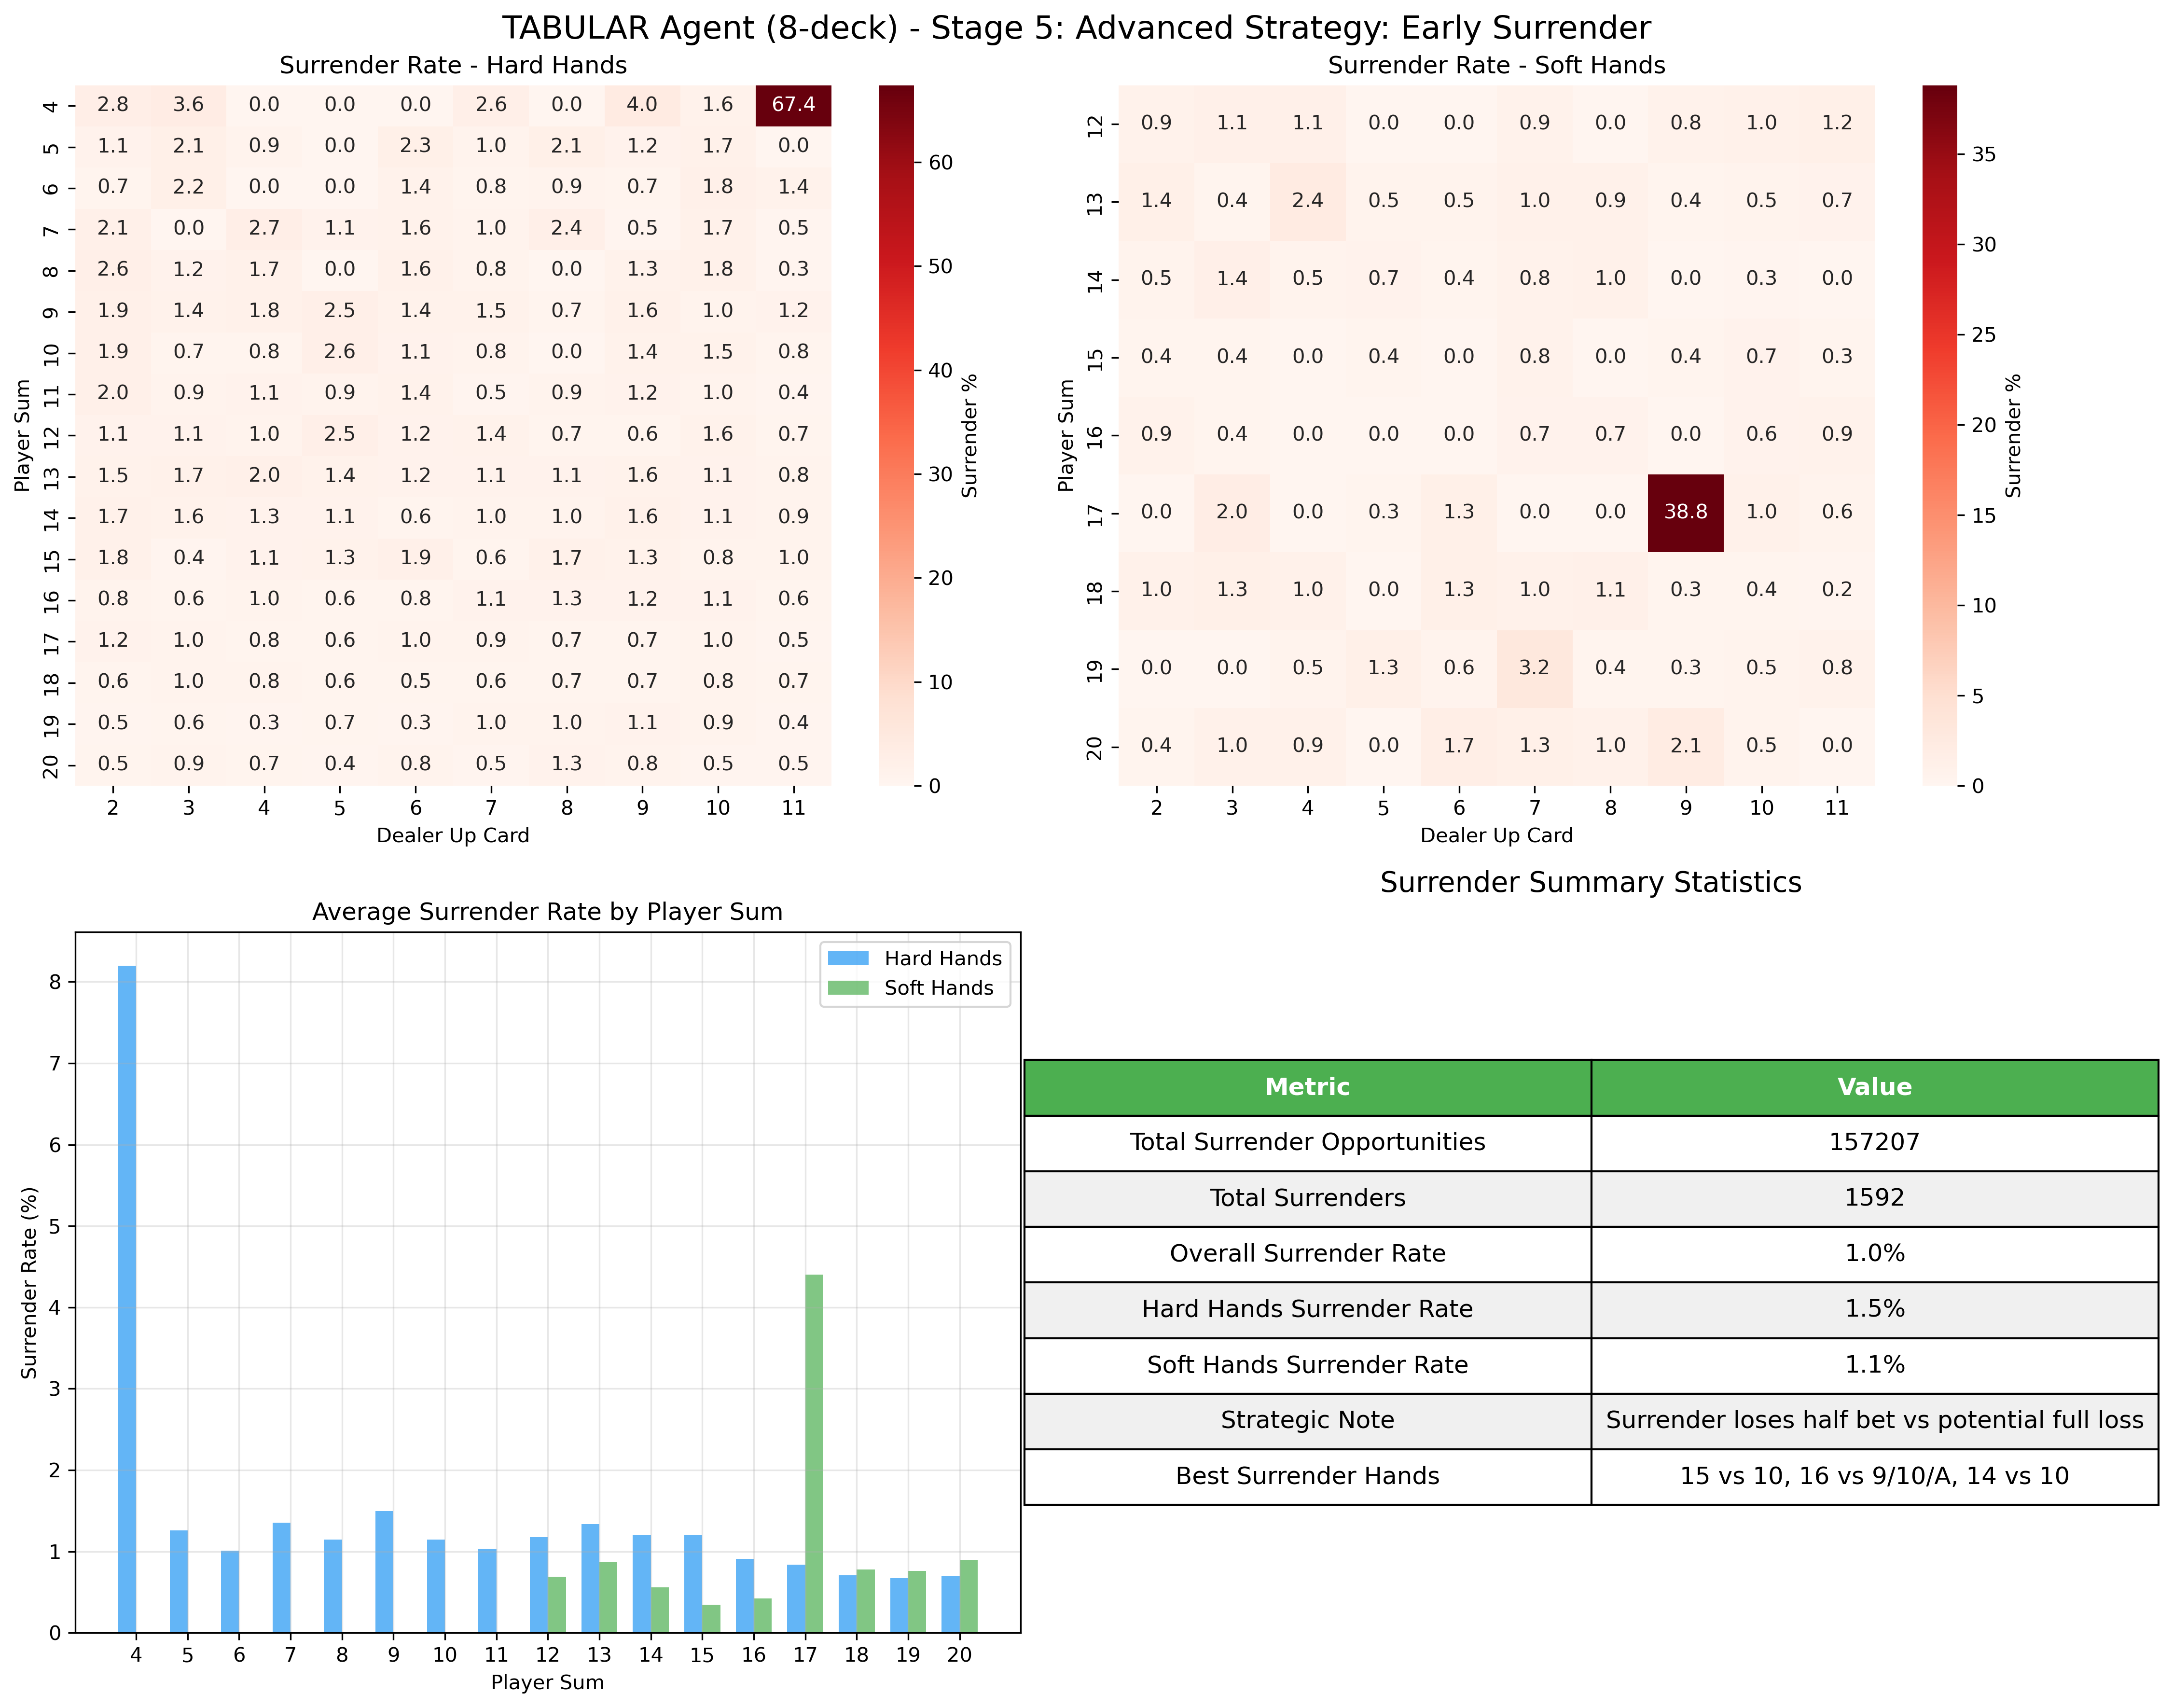 TABULAR Agent (8-deck) - Stage 5: Advanced Strategy: Early Surrender
Surrender Rate - Hard Hands
Player Sum
4 2.8 3.6 0.0 0.0 0.0 2.6 0.0 4.0 1.6 67.4
5 1.1 2.1 0.9 0.0 2.3 1.0 2.1 1.2 1.7 0.0
6 0.7 2.2 0.0 0.0 1.4 0.8 0.9 0.7 1.8 1.4
7 2.1 0.0 2.7 1.1 1.6 1.0 2.4 0.5 1.7 0.5
8 2.6 1.2 1.7 0.0 1.6 0.8 0.0 1.3 1.8 0.3
9 1.9 1.4 1.8 2.5 1.4 1.5 0.7 1.6 1.0 1.2
10 1.9 0.7 0.8 2.6 1.1 0.8 0.0 1.4 1.5 0.8
11 2.0 0.9 1.1 0.9 1.4 0.5 0.9 1.2 1.0 0.4
12 1.1 1.1 1.0 2.5 1.2 1.4 0.7 0.6 1.6 0.7
13 1.5 1.7 2.0 1.4 1.2 1.1 1.1 1.6 1.1 0.8
14 1.7 1.6 1.3 1.1 0.6 1.0 1.0 1.6 1.1 0.9
15 1.8 0.4 1.1 1.3 1.9 0.6 1.7 1.3 0.8 1.0
16 0.8 0.6 1.0 0.6 0.8 1.1 1.3 1.2 1.1 0.6
17 1.2 1.0 0.8 0.6 1.0 0.9 0.7 0.7 1.0 0.5
18 0.6 1.0 0.8 0.6 0.5 0.6 0.7 0.7 0.8 0.7
19 0.5 0.6 0.3 0.7 0.3 1.0 1.0 1.1 0.9 0.4
20 0.5 0.9 0.7 0.4 0.8 0.5 1.3 0.8 0.5 0.5
2 3 4 5 6 7 8 9 10 11
Dealer Up Card
60
50
40
30
20
10
0
Surrender %
Surrender Rate - Soft Hands
Player Sum
12 0.9 1.1 1.1 0.0 0.0 0.9 0.0 0.8 1.0 1.2
13 1.4 0.4 2.4 0.5 0.5 1.0 0.9 0.4 0.5 0.7
14 0.5 1.4 0.5 0.7 0.4 0.8 1.0 0.0 0.3 0.0
15 0.4 0.4 0.0 0.4 0.0 0.8 0.0 0.4 0.7 0.3
16 0.9 0.4 0.0 0.0 0.0 0.7 0.7 0.0 0.6 0.9
17 0.0 2.0 0.0 0.3 1.3 0.0 0.0 38.8 1.0 0.6
18 1.0 1.3 1.0 0.0 1.3 1.0 1.1 0.3 0.4 0.2
19 0.0 0.0 0.5 1.3 0.6 3.2 0.4 0.3 0.5 0.8
20 0.4 1.0 0.9 0.0 1.7 1.3 1.0 2.1 0.5 0.0
2 3 4 5 6 7 8 9 10 11
Dealer Up Card
35
30
25
20
15
10
5
0
Surrender %
Average Surrender Rate by Player Sum
Hard Hands
Soft Hands
Surrender Rate (%)
8
7
6
5
4
3
2
1
0
4 5 6 7 8 9 10 11 12 13 14 15 16 17 18 19 20
Player Sum
Surrender Summary Statistics
Metric Value
Total Surrender Opportunities 157207
Total Surrenders 1592
Overall Surrender Rate 1.0%
Hard Hands Surrender Rate 1.5%
Soft Hands Surrender Rate 1.1%
Strategic Note Surrender loses half bet vs potential full loss
Best Surrender Hands 15 vs 10, 16 vs 9/10/A, 14 vs 10